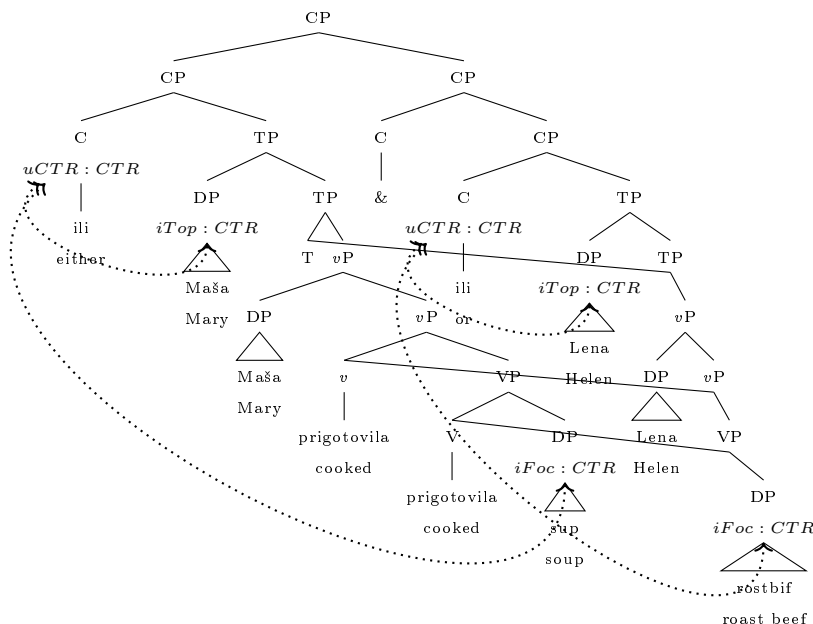 CP
CP CP
C TP C CP
uCTR : CTR DP TP & C TP
ili iTop : CTR uCTR : CTR
either T vP DP TP
Maša ili iTop : CTR
Mary DP vP or vP
Lena
Maša v VP Helen DP vP
Mary
prigotovila V DP Lena VP
cooked iFoc : CTR Helen
prigotovila DP
cooked sup iFoc : CTR
soup
rostbif
roast beef